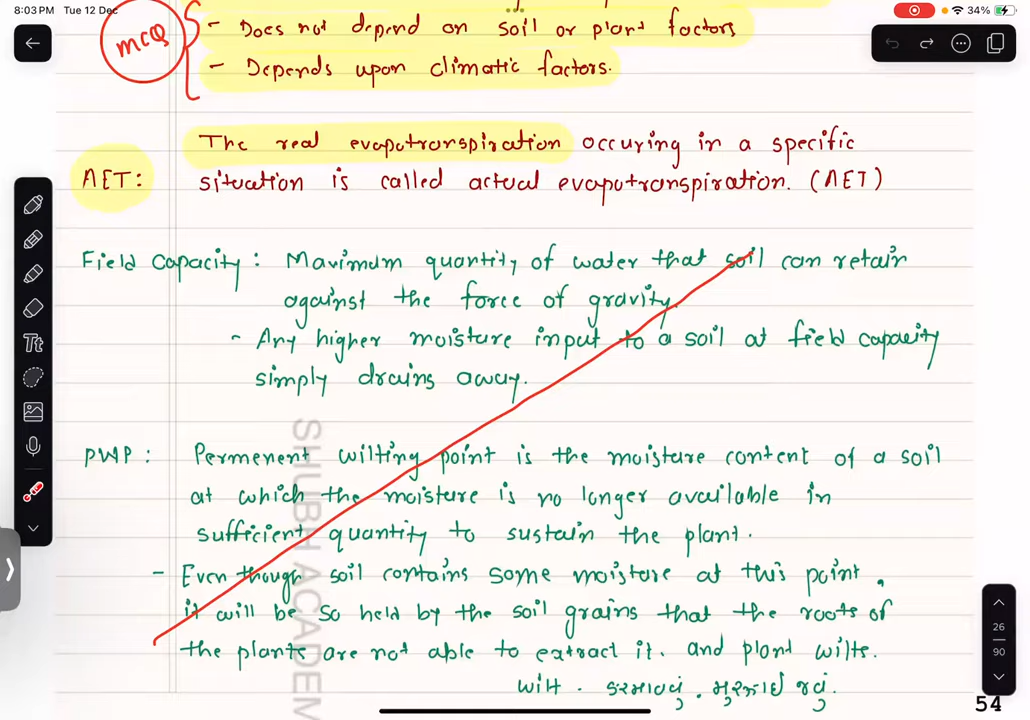 8:03 PM Tue 12 Dec
34%
- Does not depend on soil or plant factors
mcq
- Depends upon climatic factors.
AET: The real evapotranspiration occuring in a specific
situation is called actual evapotranspiration. (AET)
Field Capacity: Maximum quantity of water that soil can retain
against the force of gravity
- Any higher moisture input to a soil at field capacity
simply drains away.
PWP: Permenent wilting point is the moisture content of a soil
at which the moisture is no longer available in
sufficient quantity to sustain the plant.
- Even though soil contains some moisture at this point,
it will be so held by the soil grains that the roots of
the plants are not able to extract it. and plant wilts.
wilt - કરમાવવું, મુરઝાઈ જવું.
SHUBH ACADEM
Tt
26
90
54